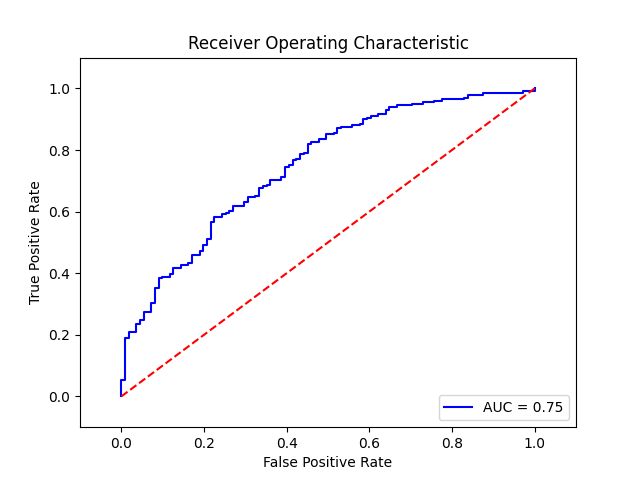 Receiver Operating Characteristic
1.0
0.8
0.6
0.4
0.2
0.0
True Positive Rate
AUC = 0.75
0.0 0.2 0.4 0.6 0.8 1.0
False Positive Rate